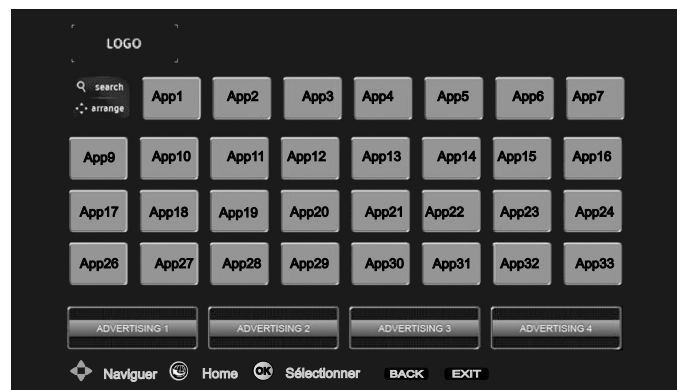 LOGO
search
arrange
App1 App2 App3 App4 App5 App6 App7
App9 App10 App11 App12 App13 App14 App15 App16
App17 App18 App19 App20 App21 App22 App23 App24
App26 App27 App28 App29 App30 App31 App32 App33
ADVERTISING 1 ADVERTISING 2 ADVERTISING 3 ADVERTISING 4
Naviguer Home OK Sélectionner BACK EXIT